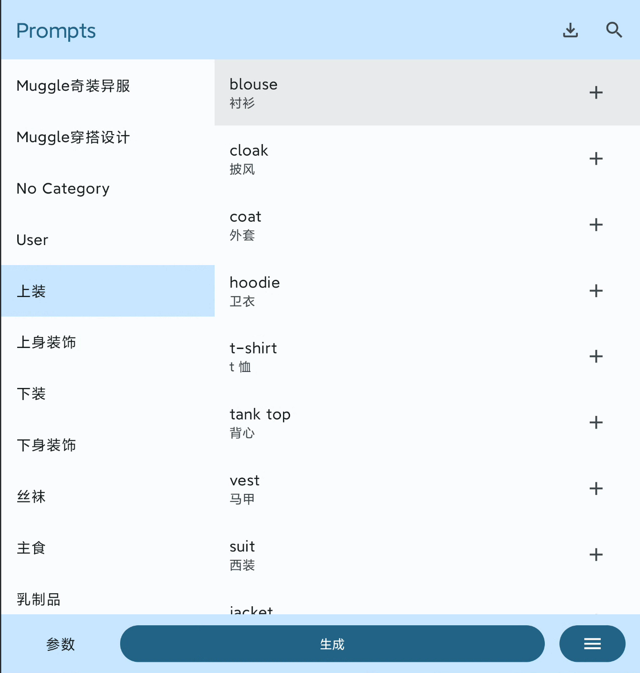 Prompts
Muggle奇装异服
Muggle穿搭设计
No Category
User
上装
上身装饰
下装
下身装饰
丝袜
主食
乳制品
blouse
衬衫
cloak
披风
coat
外套
hoodie
卫衣
t-shirt
t 恤
tank top
背心
vest
马甲
suit
西装
jacket
参数
生成